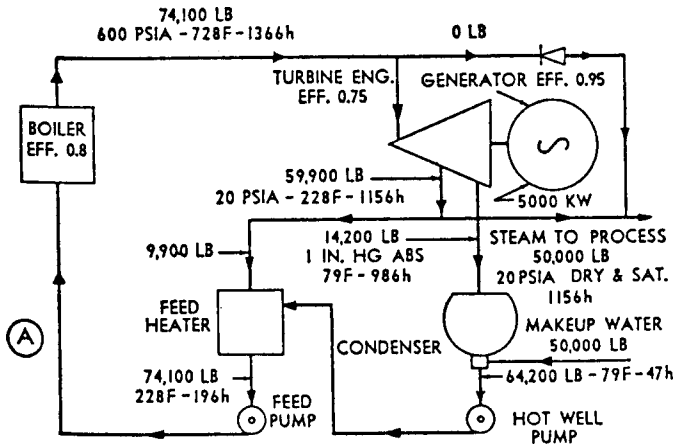 74,100 LB
600 PSIA - 728F - 1366h
0 LB
TURBINE ENG.
EFF. 0.75
GENERATOR EFF. 0.95
BOILER
EFF. 0.8
59,900 LB
20 PSIA - 228F - 1156h
5000 KW
9,900 LB
14,200 LB
1 IN. HG ABS
79F - 986h
STEAM TO PROCESS
50,000 LB
20 PSIA DRY & SAT.
1156h
FEED
HEATER
A
CONDENSER
MAKEUP WATER
50,000 LB
74,100 LB
228F - 196h
64,200 LB - 79F - 47h
FEED
PUMP
HOT WELL
PUMP